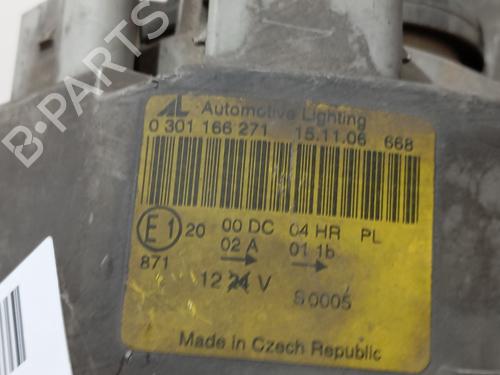 B-PARTS
AL Automotive Lighting
0 301 166 271 15.11.06 668
E1 20 00 DC 04 HR PL
02 A → 01 1b →
871
12 24 V
S 0005
Made in Czech Republic